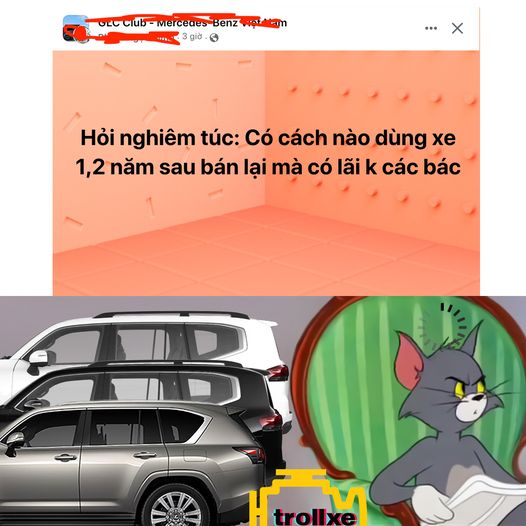 GLC Club - Mercedes-Benz Việt Nam
3 giờ
Hỏi nghiêm túc: Có cách nào dùng xe
1,2 năm sau bán lại mà có lãi k các bác
trollxe